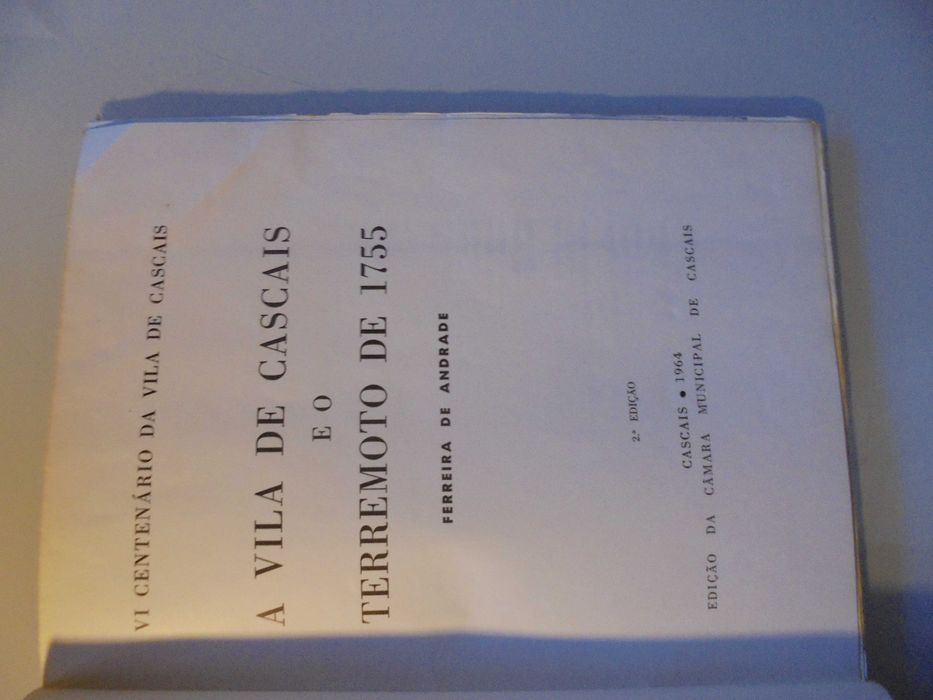 VI CENTENÁRIO DA VILA DE CASCAIS
A VILA DE CASCAIS
E O
TERREMOTO DE 1755
FERREIRA DE ANDRADE
2.ª EDIÇÃO
CASCAIS • 1964
EDIÇÃO DA CÂMARA MUNICIPAL DE CASCAIS